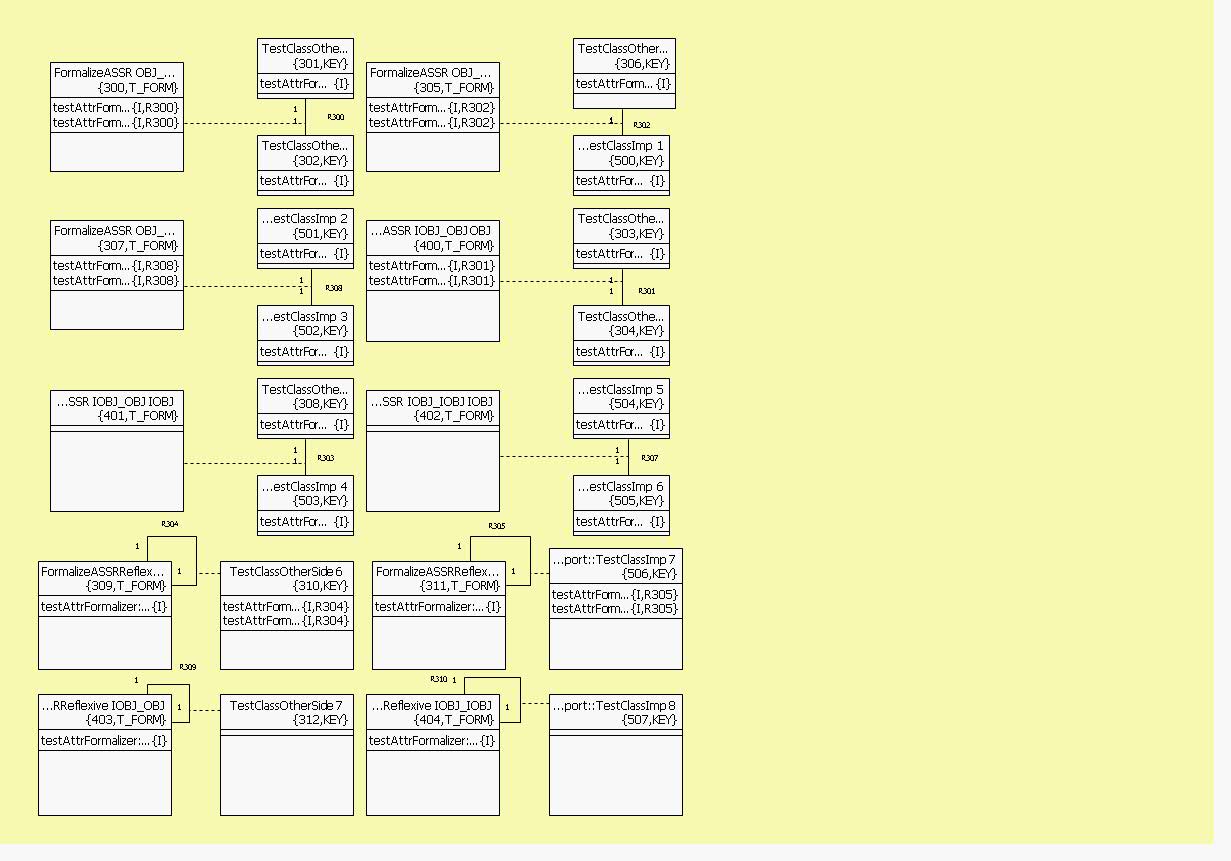 TestClassOthe...
{301,KEY}
testAttrFor... {I}
TestClassOther...
{306,KEY}
testAttrForm... {I}
FormalizeASSR OBJ_...
{300,T_FORM}
testAttrForm...{I,R300}
testAttrForm...{I,R300}
FormalizeASSR OBJ_...
{305,T_FORM}
testAttrForm...{I,R302}
testAttrForm...{I,R302}
1
1
R300
1
R302
TestClassOthe...
{302,KEY}
testAttrFor... {I}
...estClassImp 1
{500,KEY}
testAttrFor... {I}
FormalizeASSR OBJ_...
{307,T_FORM}
testAttrForm...{I,R308}
testAttrForm...{I,R308}
...estClassImp 2
{501,KEY}
testAttrFor... {I}
...ASSR IOBJ_OBJ OBJ
{400,T_FORM}
testAttrForm...{I,R301}
testAttrForm...{I,R301}
TestClassOthe...
{303,KEY}
testAttrFor... {I}
1
1
R308
1
1
R301
...estClassImp 3
{502,KEY}
testAttrFor... {I}
TestClassOthe...
{304,KEY}
testAttrFor... {I}
...SSR IOBJ_OBJ IOBJ
{401,T_FORM}
TestClassOthe...
{308,KEY}
testAttrFor... {I}
...SSR IOBJ_IOBJ IOBJ
{402,T_FORM}
...estClassImp 5
{504,KEY}
testAttrFor... {I}
1
1
R303
1
1
R307
...estClassImp 4
{503,KEY}
testAttrFor... {I}
...estClassImp 6
{505,KEY}
testAttrFor... {I}
R304
1
1
R305
1
1
FormalizeASSRReflex...
{309,T_FORM}
testAttrFormalizer:...{I}
TestClassOtherSide6
{310,KEY}
testAttrForm...{I,R304}
testAttrForm...{I,R304}
FormalizeASSRReflex...
{311,T_FORM}
testAttrFormalizer:...{I}
...port::TestClassImp 7
{506,KEY}
testAttrForm...{I,R305}
testAttrForm...{I,R305}
R309
1
1
R310
1
1
...RReflexive IOBJ_OBJ
{403,T_FORM}
testAttrFormalizer:...{I}
TestClassOtherSide7
{312,KEY}
...Reflexive IOBJ_IOBJ
{404,T_FORM}
testAttrFormalizer:...{I}
...port::TestClassImp 8
{507,KEY}